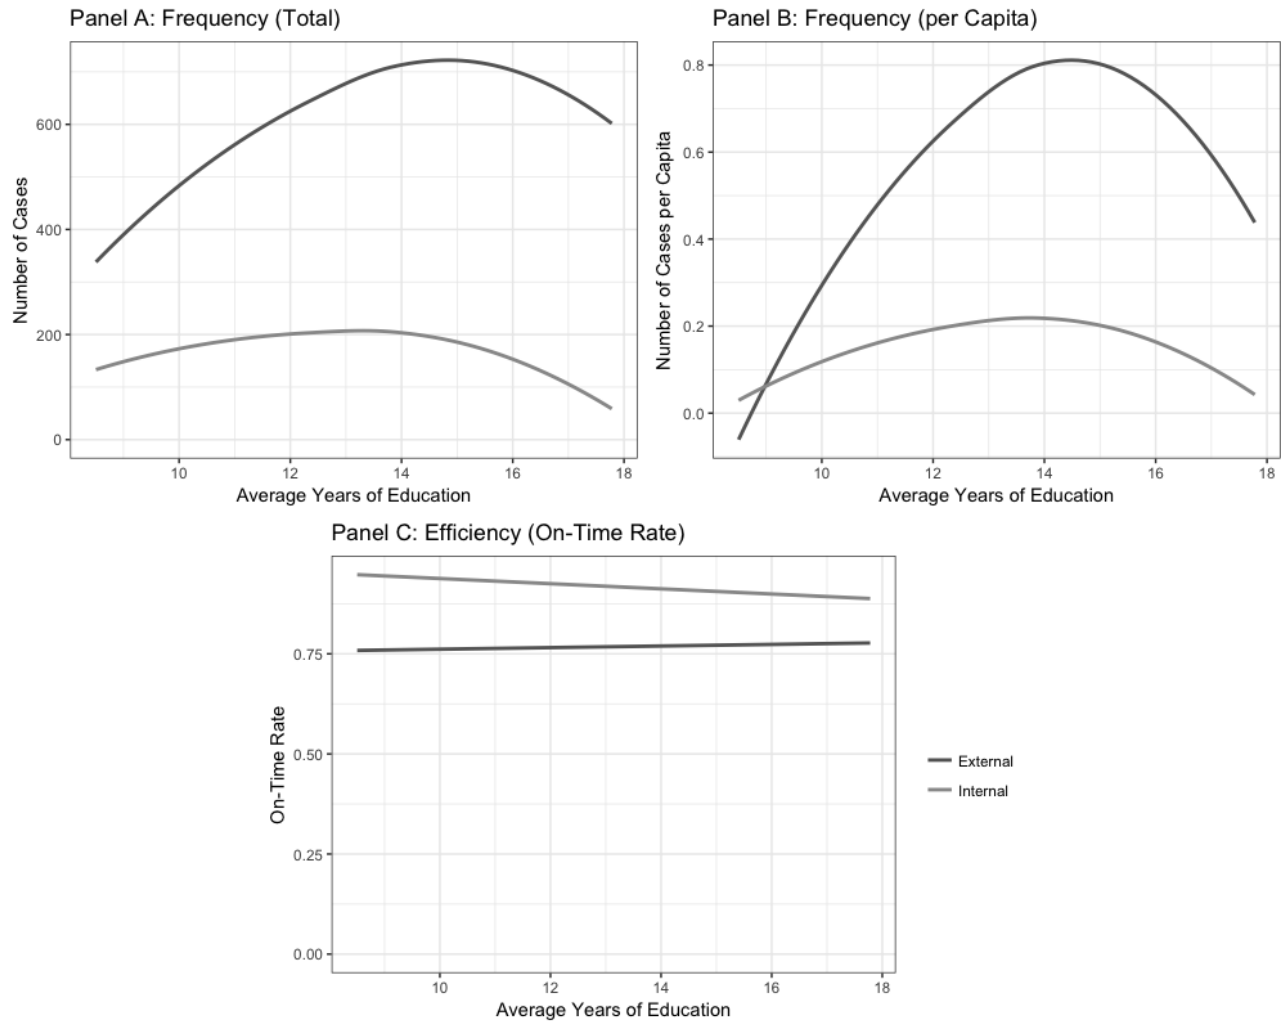 Panel A: Frequency (Total)
Number of Cases
600
400
200
0
10 12 14 16 18
Average Years of Education
Panel B: Frequency (per Capita)
Number of Cases per Capita
0.8
0.6
0.4
0.2
0.0
10 12 14 16 18
Average Years of Education
Panel C: Efficiency (On-Time Rate)
On-Time Rate
0.75
0.50
0.25
0.00
10 12 14 16 18
Average Years of Education
External
Internal